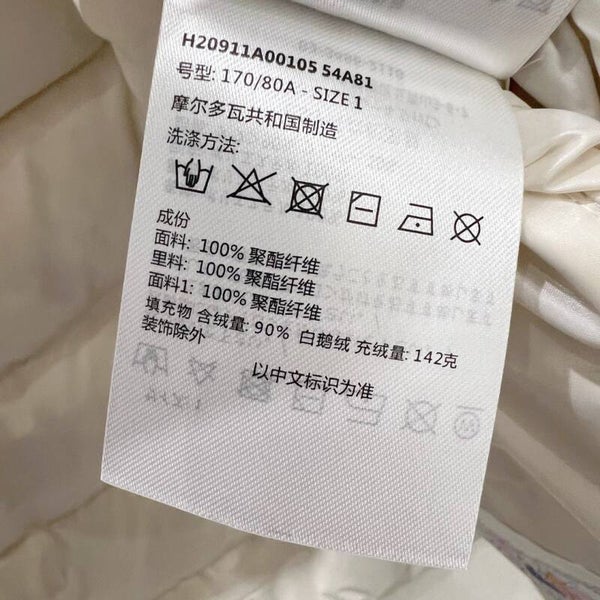 H20911A00105 54A81
号型: 170/80A - SIZE 1
摩尔多瓦共和国制造
洗涤方法:
成份
面料: 100% 聚酯纤维
里料: 100% 聚酯纤维
面料1: 100% 聚酯纤维
填充物 含绒量: 90% 白鹅绒 充绒量: 142克
装饰除外
以中文标识为准